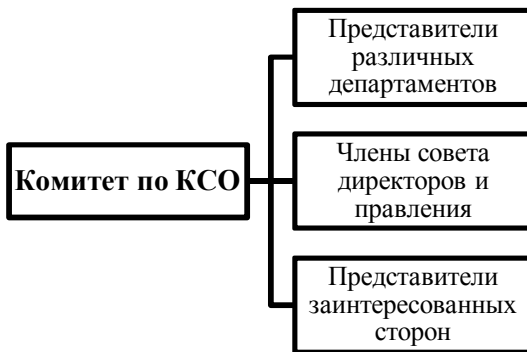 Представители
различных
департаментов
Комитет по КСО
Члены совета
директоров и
правления
Представители
заинтересованных
сторон